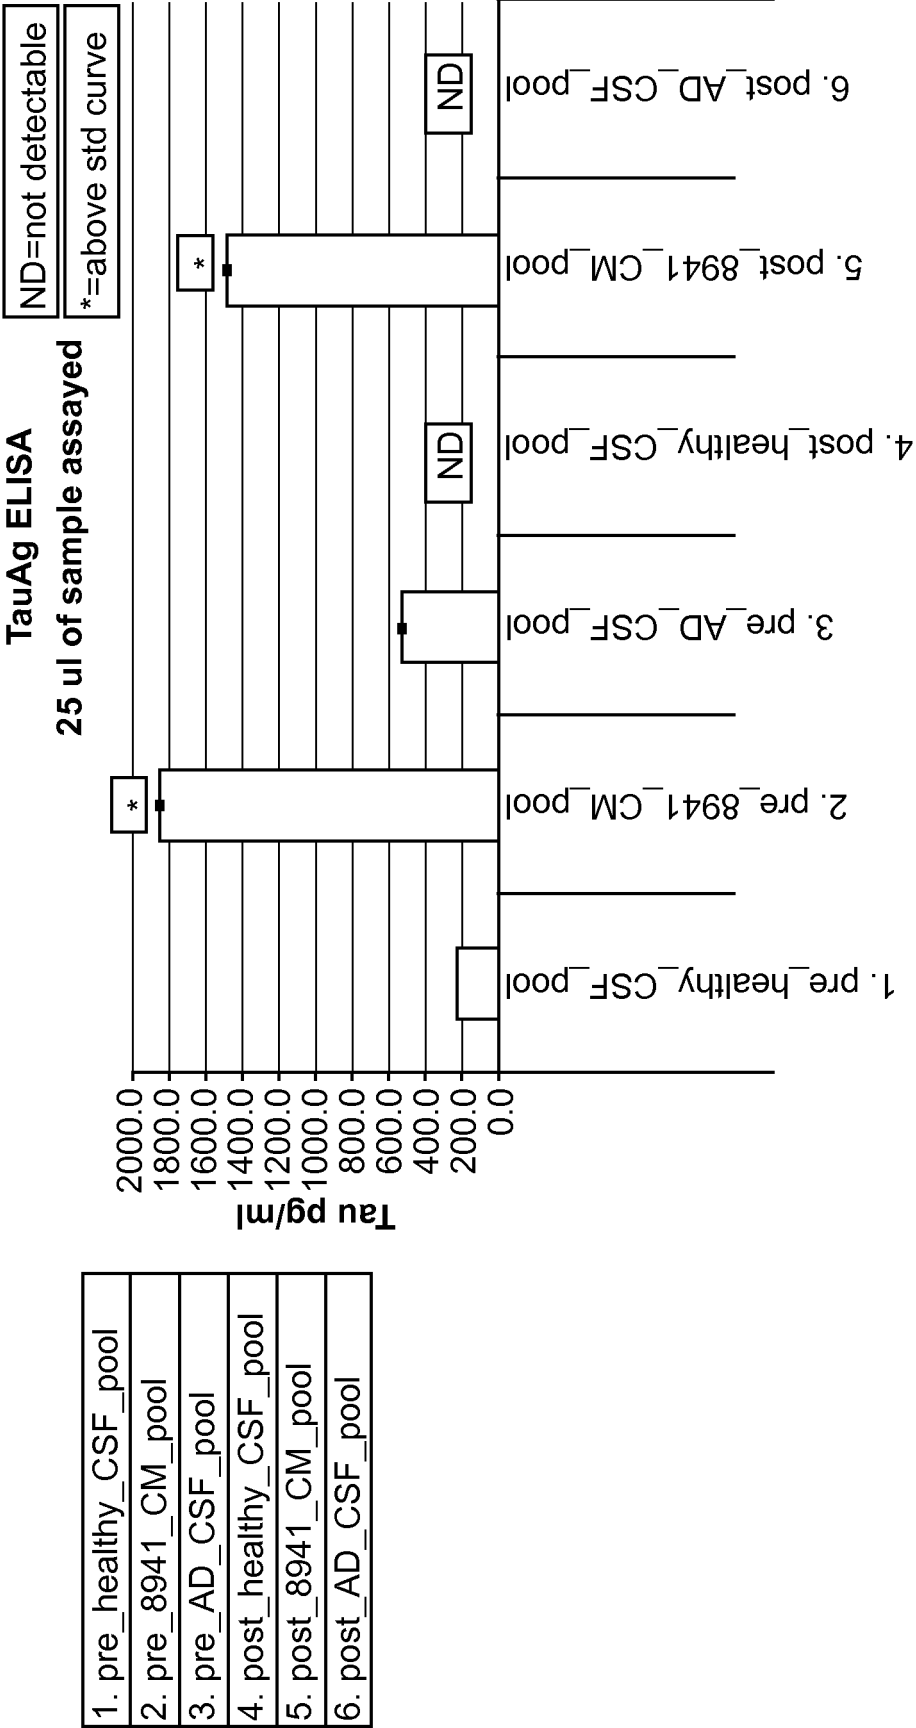 TauAg ELISA
25 ul of sample assayed
ND=not detectable
*=above std curve
1. pre_healthy_CSF_pool
2. pre_8941_CM_pool
3. pre_AD_CSF_pool
4. post_healthy_CSF_pool
5. post_8941_CM_pool
6. post_AD_CSF_pool
Tau pg/ml
2000.0
1800.0
1600.0
1400.0
1200.0
1000.0
800.0
600.0
400.0
200.0
0.0
*
ND
*
ND
1. pre_healthy_CSF_pool
2. pre_8941_CM_pool
3. pre_AD_CSF_pool
4. post_healthy_CSF_pool
5. post_8941_CM_pool
6. post_AD_CSF_pool